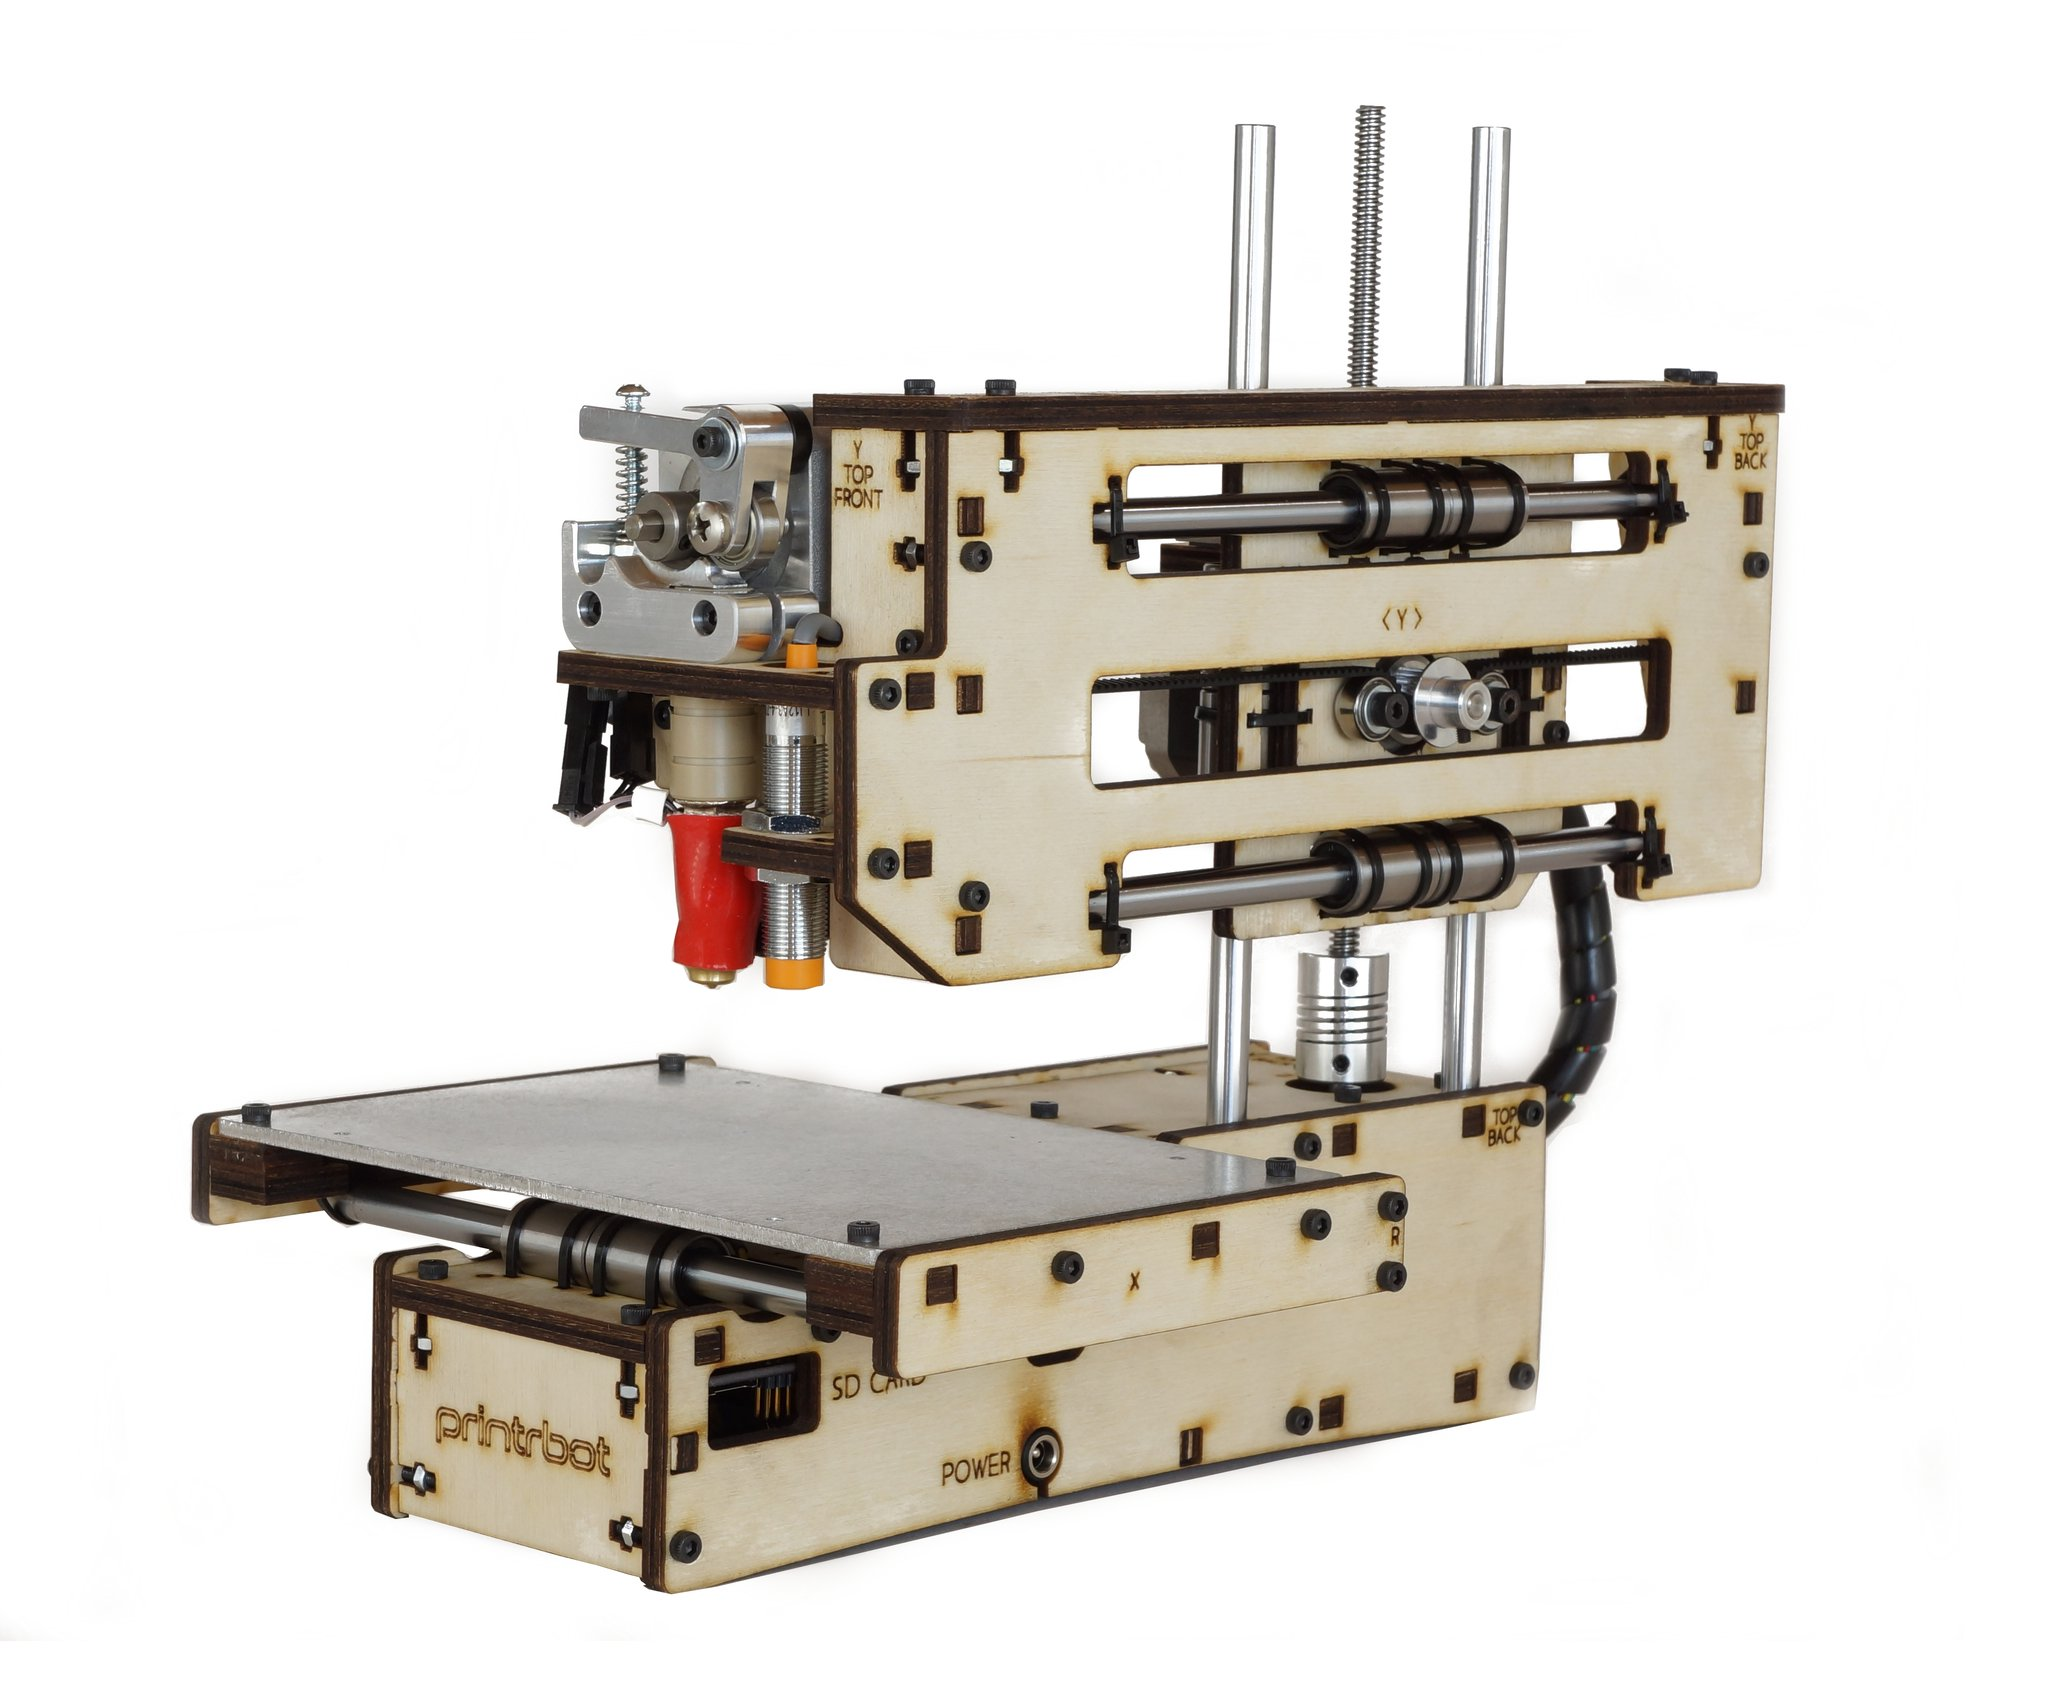 Y
TOP
FRONT
Y
TOP
BACK
<Y>
TOP
BACK
R
X
SD CARD
printrbot
POWER